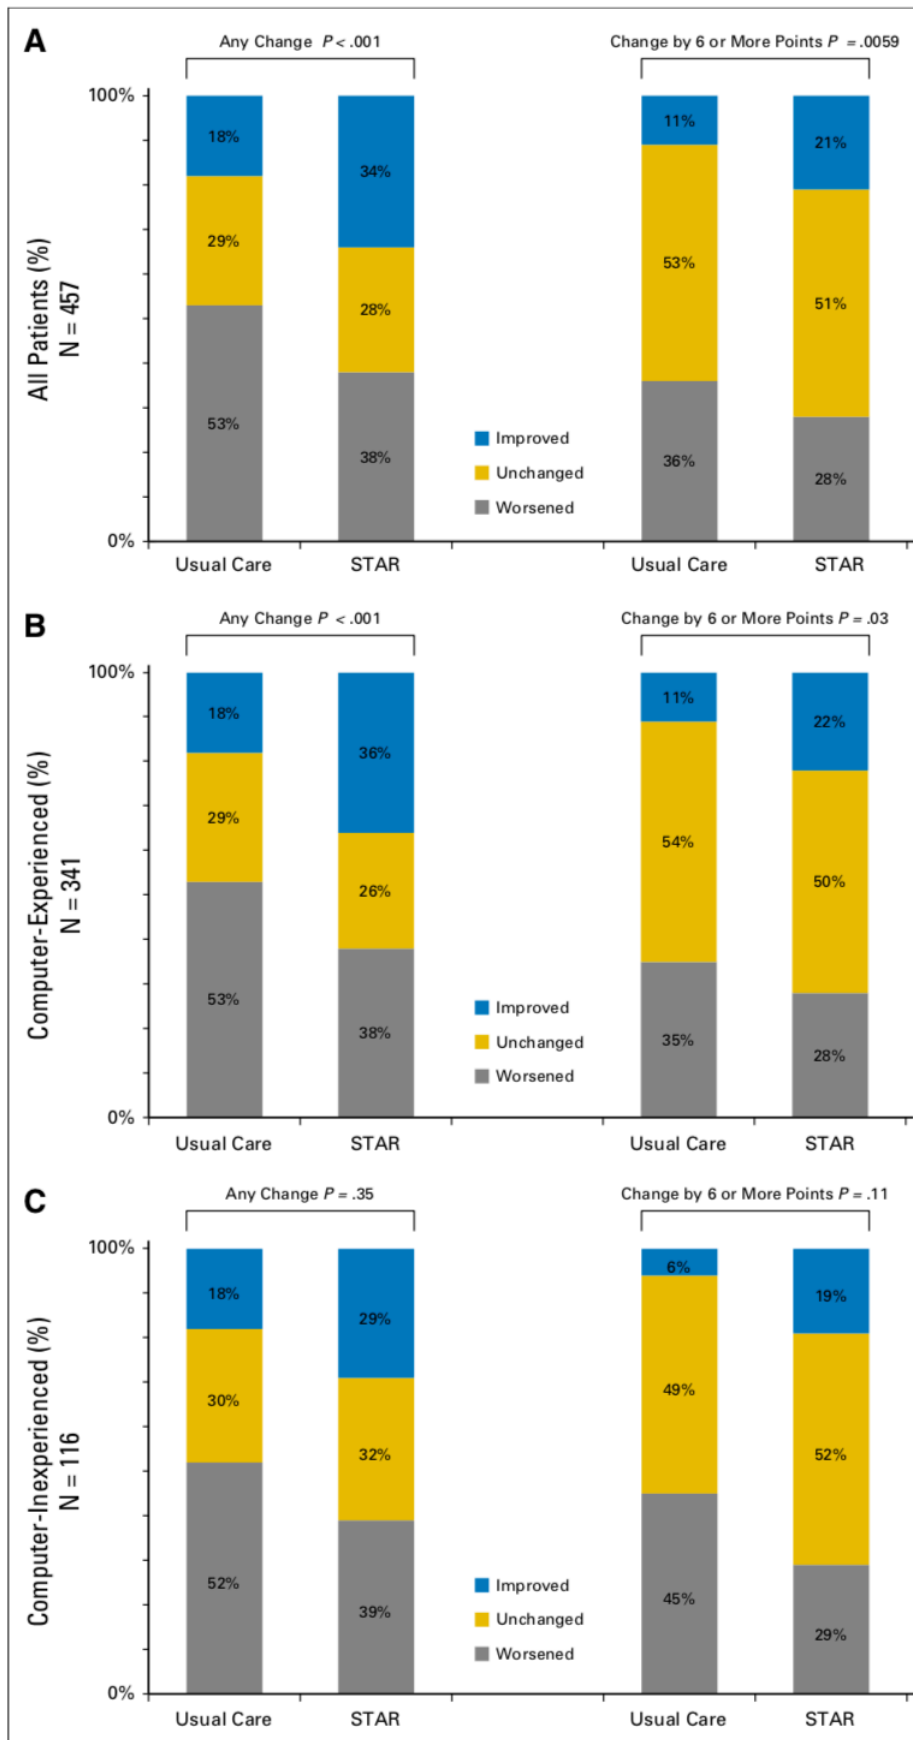 A
Any Change P < .001
Change by 6 or More Points P = .0059
All Patients (%)
N = 457
100%
0%
18%
29%
53%
34%
28%
38%
11%
53%
36%
21%
51%
28%
Improved
Unchanged
Worsened
Usual Care
STAR
Usual Care
STAR
B
Any Change P < .001
Change by 6 or More Points P = .03
Computer-Experienced (%)
N = 341
100%
0%
18%
29%
53%
36%
26%
38%
11%
54%
35%
22%
50%
28%
Improved
Unchanged
Worsened
Usual Care
STAR
Usual Care
STAR
C
Any Change P = .35
Change by 6 or More Points P = .11
Computer-Inexperienced (%)
N = 116
100%
0%
18%
30%
52%
29%
32%
39%
6%
49%
45%
19%
52%
29%
Improved
Unchanged
Worsened
Usual Care
STAR
Usual Care
STAR